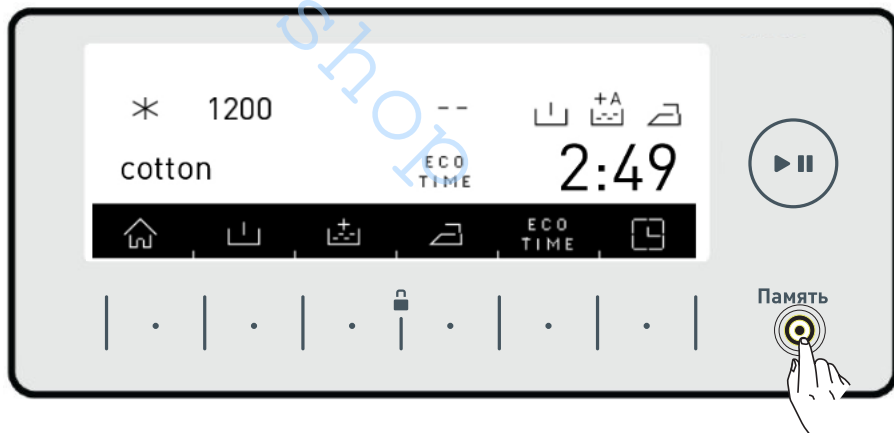 shop
1200 -- +A
cotton ECO TIME 2:49
+ ECO TIME
Память